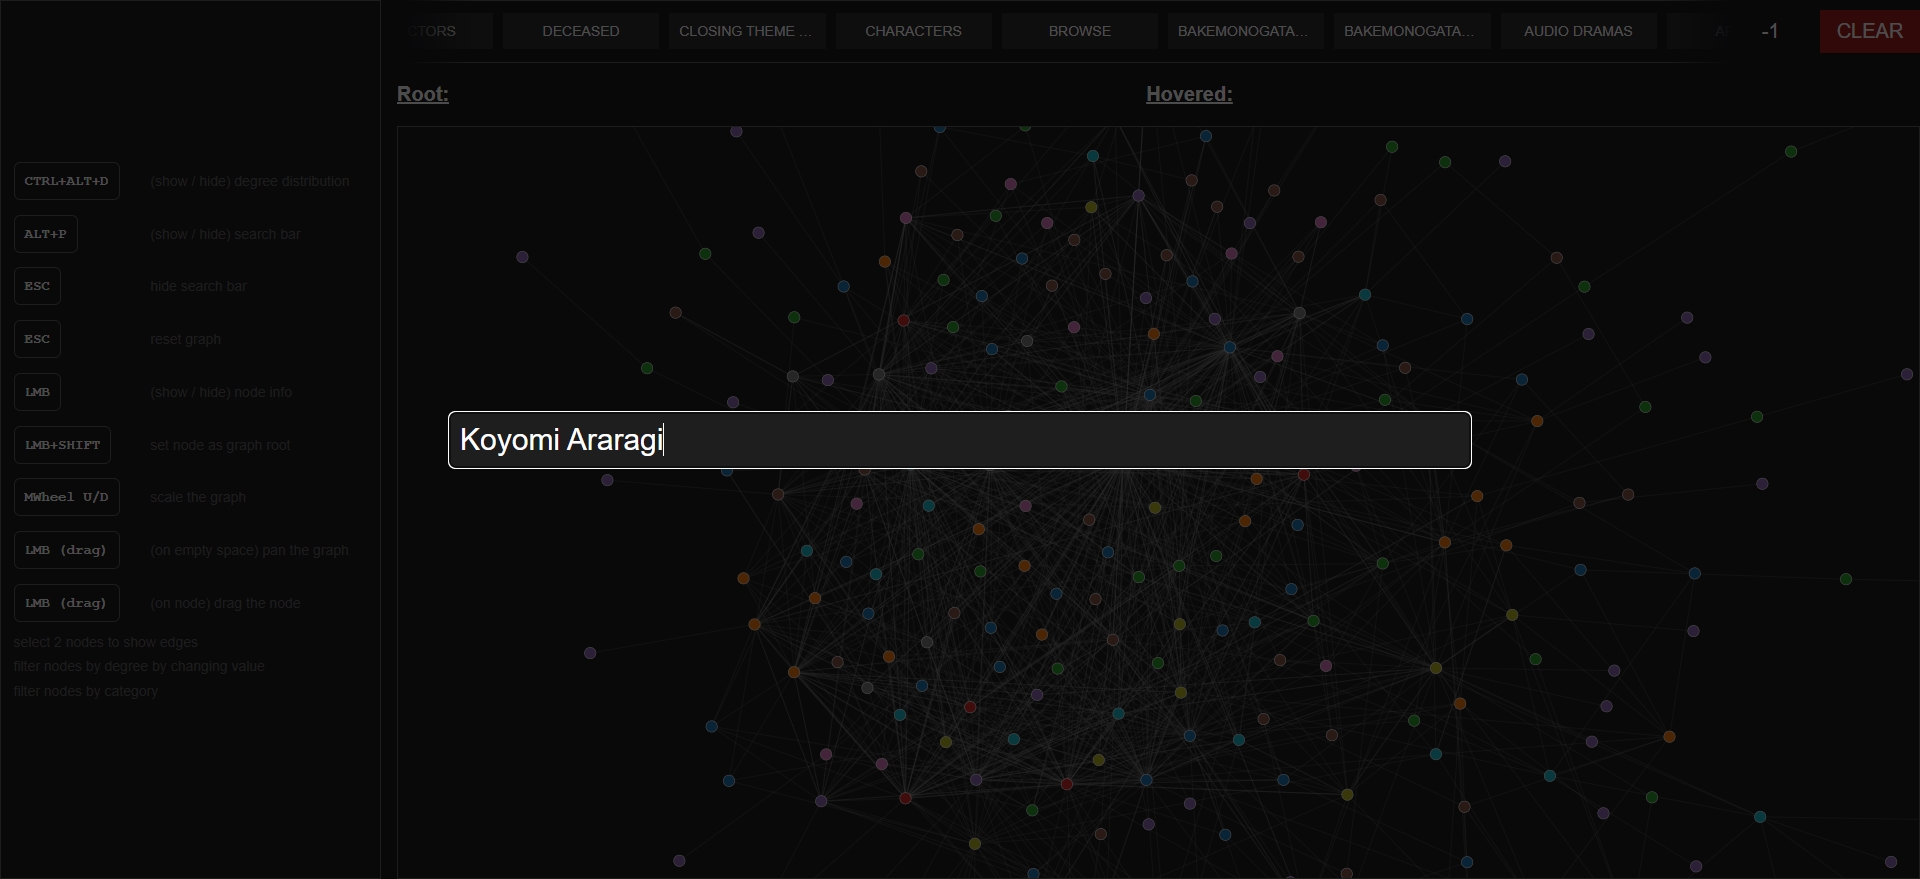 CTORS
DECEASED
CLOSING THEME ...
CHARACTERS
BROWSE
BAKEMONOGATA...
BAKEMONOGATA...
AUDIO DRAMAS
-1
CLEAR
Root:
Hovered:
CTRL+ALT+D (show / hide) degree distribution
ALT+P (show / hide) search bar
ESC hide search bar
ESC reset graph
LMB (show / hide) node info
LMB+SHIFT set node as graph root
MWheel U/D scale the graph
LMB (drag) (on empty space) pan the graph
LMB (drag) (on node) drag the node
select 2 nodes to show edges
filter nodes by degree by changing value
filter nodes by category
Koyomi Araragi